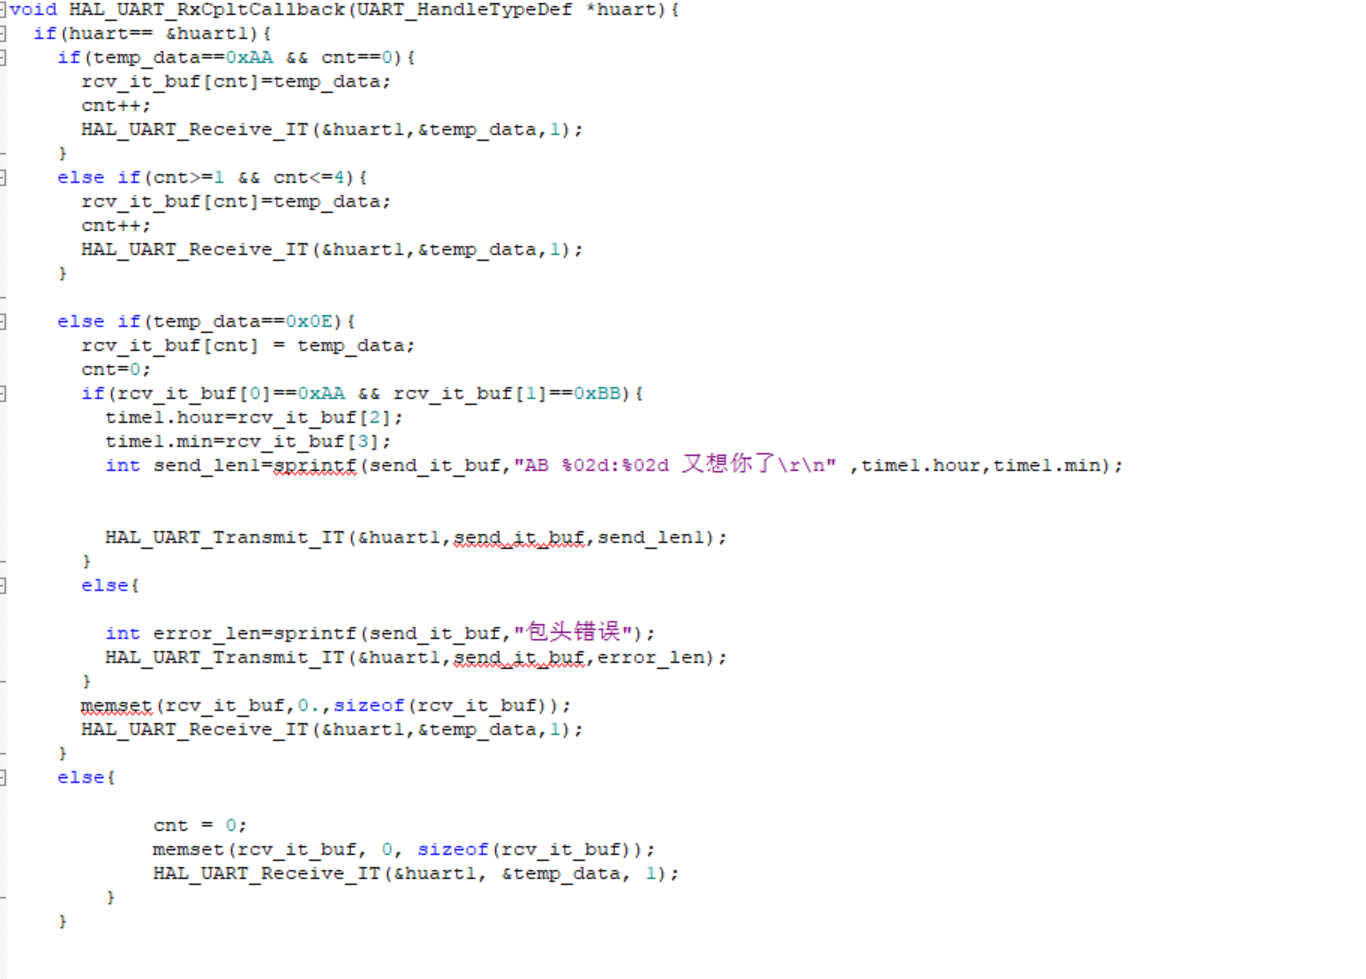 void HAL_UART_RxCpltCallback(UART_HandleTypeDef *huart){
if(huart== &huart1){
if(temp_data==0xAA && cnt==0){
rcv_it_buf[cnt]=temp_data;
cnt++;
HAL_UART_Receive_IT(&huart1,&temp_data,1);
}
else if(cnt>=1 && cnt<=4){
rcv_it_buf[cnt]=temp_data;
cnt++;
HAL_UART_Receive_IT(&huart1,&temp_data,1);
}
else if(temp_data==0x0E){
rcv_it_buf[cnt] = temp_data;
cnt=0;
if(rcv_it_buf[0]==0xAA && rcv_it_buf[1]==0xBB){
time1.hour=rcv_it_buf[2];
time1.min=rcv_it_buf[3];
int send_len1=sprintf(send_it_buf,"AB %02d:%02d 又想你了\r\n" ,time1.hour,time1.min);
HAL_UART_Transmit_IT(&huart1,send_it_buf,send_len1);
}
else{
int error_len=sprintf(send_it_buf,"包头错误");
HAL_UART_Transmit_IT(&huart1,send_it_buf,error_len);
}
memset(rcv_it_buf,0.,sizeof(rcv_it_buf));
HAL_UART_Receive_IT(&huart1,&temp_data,1);
}
else{
cnt = 0;
memset(rcv_it_buf, 0, sizeof(rcv_it_buf));
HAL_UART_Receive_IT(&huart1, &temp_data, 1);
}
}